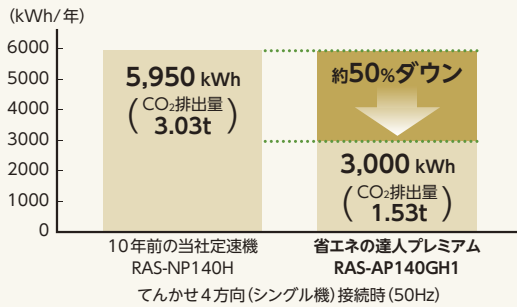 (kWh/年)
6000
5000
4000
3000
2000
1000
0
5,950 kWh
(CO₂排出量
3.03t)
約50%ダウン
3,000 kWh
(CO₂排出量
1.53t)
10年前の当社定速機
RAS-NP140H
省エネの達人プレミアム
RAS-AP140GH1
てんかせ4方向(シングル機)接続時(50Hz)